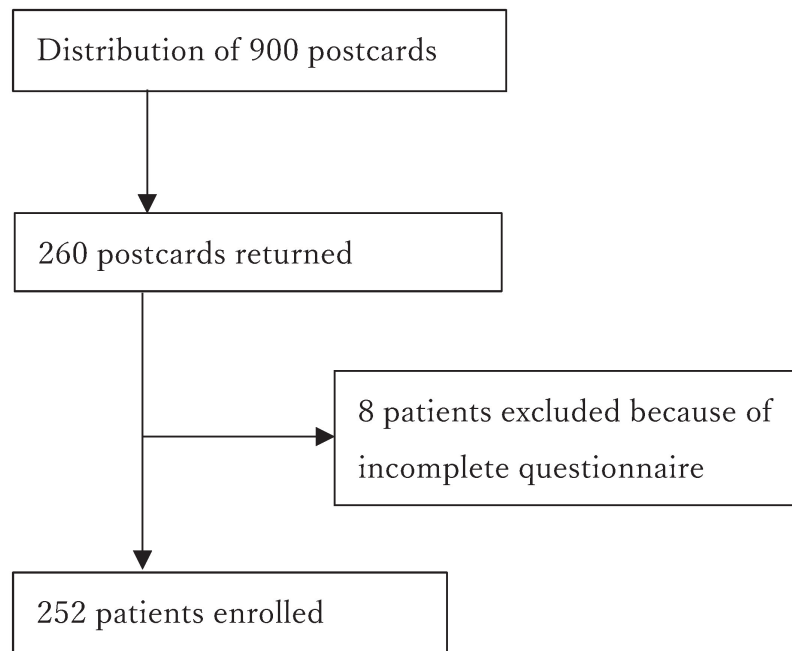 Distribution of 900 postcards
260 postcards returned
8 patients excluded because of
incomplete questionnaire
252 patients enrolled